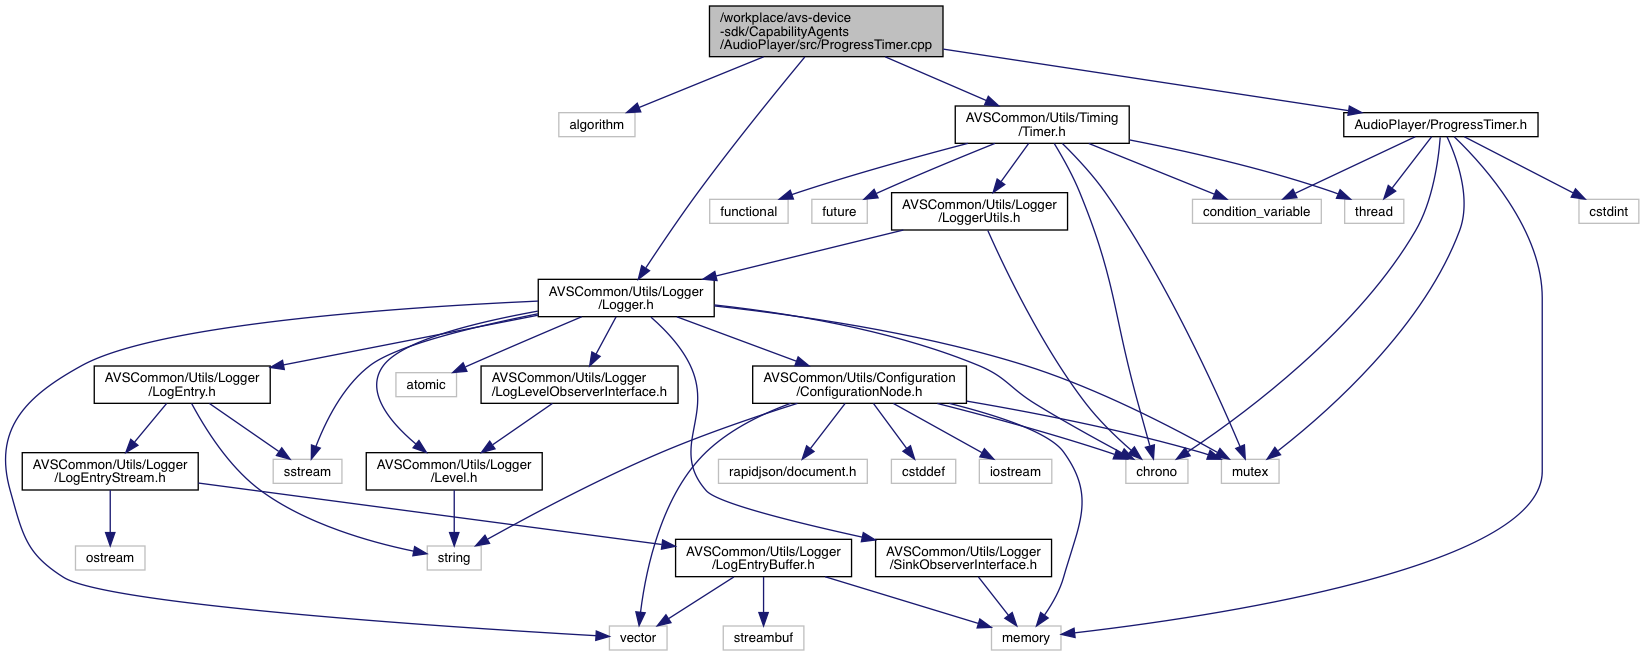 /workplace/avs-device
-sdk/CapabilityAgents
/AudioPlayer/src/ProgressTimer.cpp
algorithm
AVSCommon/Utils/Timing
/Timer.h
AudioPlayer/ProgressTimer.h
functional
future
AVSCommon/Utils/Logger
/LoggerUtils.h
condition_variable
thread
cstdint
AVSCommon/Utils/Logger
/Logger.h
AVSCommon/Utils/Logger
/LogEntry.h
atomic
AVSCommon/Utils/Logger
/LogLevelObserverInterface.h
AVSCommon/Utils/Configuration
/ConfigurationNode.h
AVSCommon/Utils/Logger
/LogEntryStream.h
sstream
AVSCommon/Utils/Logger
/Level.h
rapidjson/document.h
cstddef
iostream
chrono
mutex
ostream
string
AVSCommon/Utils/Logger
/LogEntryBuffer.h
AVSCommon/Utils/Logger
/SinkObserverInterface.h
vector
streambuf
memory